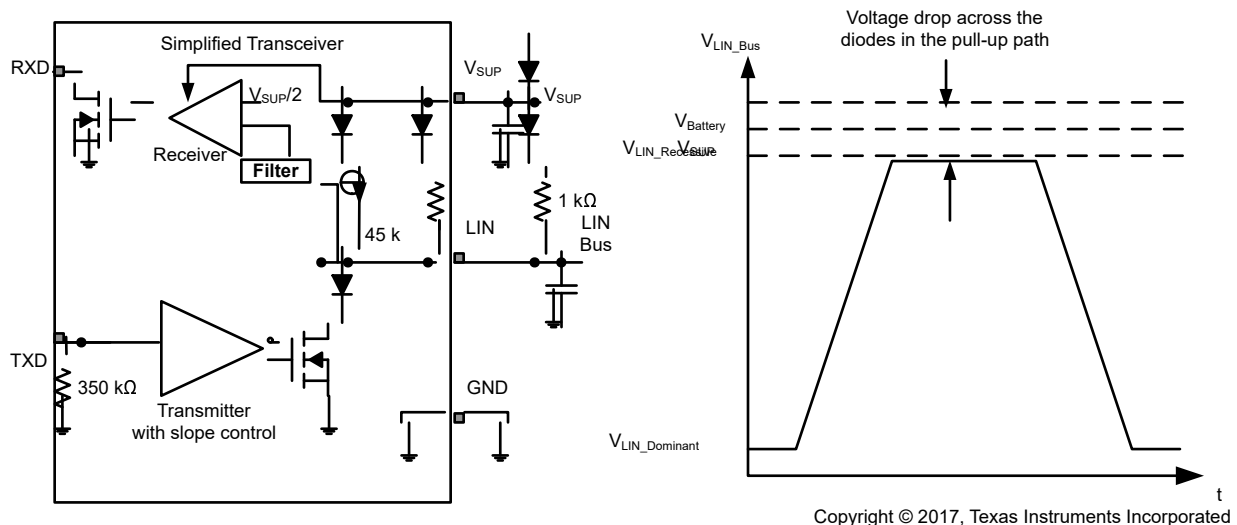 Simplified Transceiver
RXD
V_SUP/2
Receiver
Filter
V_SUP
V_SUP
45 k
1 kΩ
LIN
LIN
Bus
TXD
350 kΩ
Transmitter
with slope control
GND
Voltage drop across the
diodes in the pull-up path
V_LIN_Bus
V_Battery
V_SUP
V_LIN_Recessive
V_LIN_Dominant
t
Copyright © 2017, Texas Instruments Incorporated